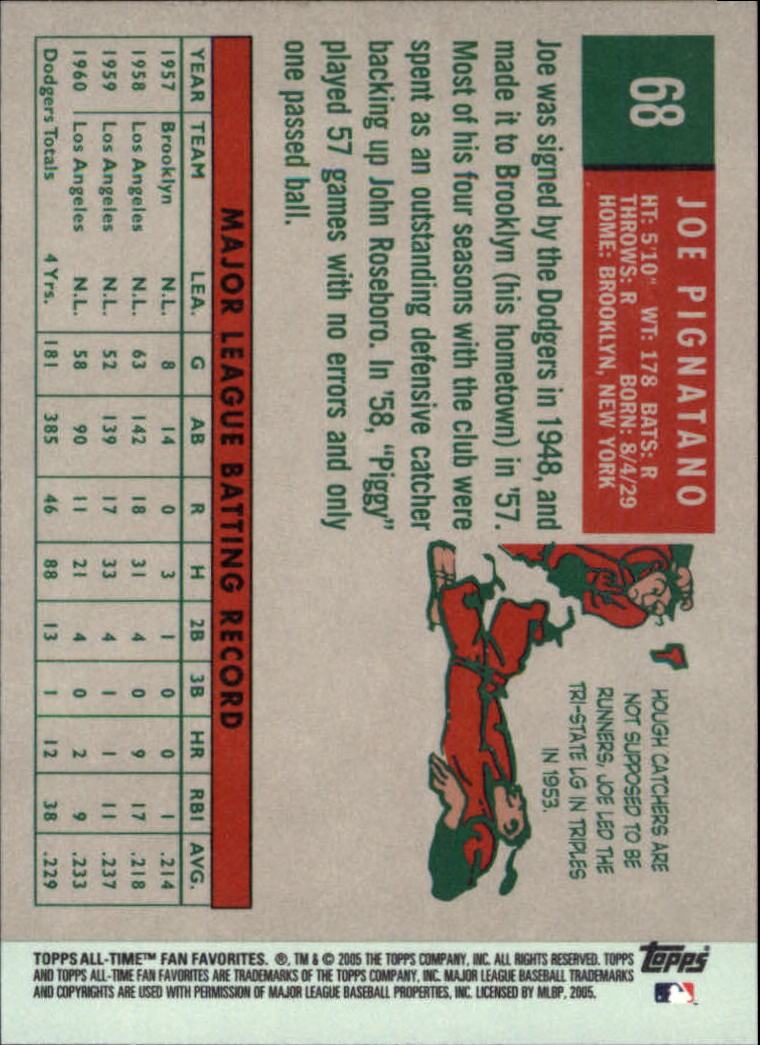 68
JOE PIGNATANO
HT: 5'10" WT: 178 BATS: R
THROWS: R BORN: 8/4/29
HOME: BROOKLYN, NEW YORK
Joe was signed by the Dodgers in 1948, and
made it to Brooklyn (his hometown) in '57.
Most of his four seasons with the club were
spent as an outstanding defensive catcher
backing up John Roseboro. In '58, "Piggy"
played 57 games with no errors and only
one passed ball.
THOUGH CATCHERS ARE
NOT SUPPOSED TO BE
RUNNERS, JOE LED THE
TRI-STATE LG IN TRIPLES
IN 1953.
MAJOR LEAGUE BATTING RECORD
YEAR TEAM LEA. G AB R H 2B 3B HR RBI AVG.
1957 Brooklyn N.L. 8 14 0 3 1 0 0 1 .214
1958 Los Angeles N.L. 63 142 18 31 4 0 9 17 .218
1959 Los Angeles N.L. 52 139 17 33 4 1 1 11 .237
1960 Los Angeles N.L. 58 90 11 21 4 0 2 9 .233
Dodgers Totals 4 Yrs. 181 385 46 88 13 1 12 38 .229
Topps
TOPPS ALL-TIME™ FAN FAVORITES. ®, TM & © 2005 THE TOPPS COMPANY, INC. ALL RIGHTS RESERVED. TOPPS
AND TOPPS ALL-TIME FAN FAVORITES ARE TRADEMARKS OF THE TOPPS COMPANY, INC. MAJOR LEAGUE BASEBALL TRADEMARKS
AND COPYRIGHTS ARE USED WITH PERMISSION OF MAJOR LEAGUE BASEBALL PROPERTIES, INC. LICENSED BY MLBP, 2005.